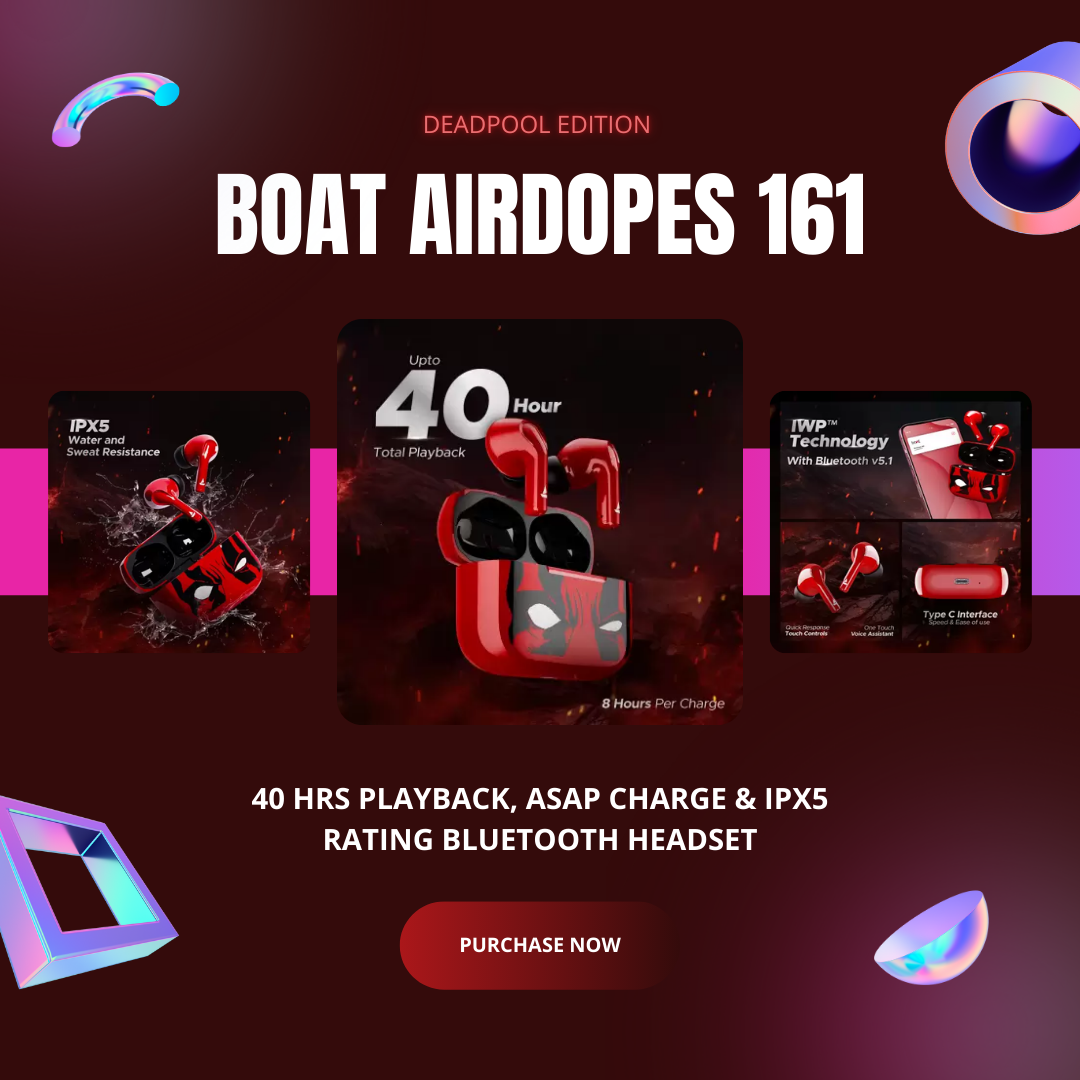 DEADPOOL EDITION
BOAT AIRDOPES 161
IPX5
Water and
Sweat Resistance
Upto
40 Hour
Total Playback
8 Hours Per Charge
IWP™
Technology
With Bluetooth v5.1
Quick Response
Touch Controls
One Touch
Voice Assistant
Type C Interface
Speed & Ease of use
40 HRS PLAYBACK, ASAP CHARGE & IPX5
RATING BLUETOOTH HEADSET
PURCHASE NOW